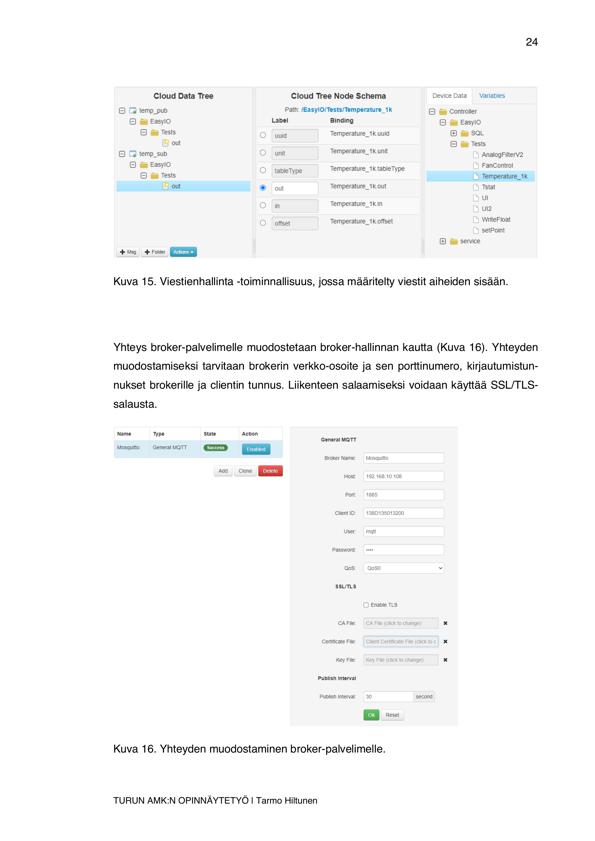 24
Cloud Data Tree
temp_pub
EasyIO
Tests
out
temp_sub
EasyIO
Tests
out
Msg
Folder
Actions
Cloud Tree Node Schema
Path: /EasyIO/Tests/Temperature_1k
Label Binding
uuid Temperature_1k.uuid
unit Temperature_1k.unit
tableType Temperature_1k.tableType
out Temperature_1k.out
in Temperature_1k.in
offset Temperature_1k.offset
Device Data Variables
Controller
EasyIO
SQL
Tests
AnalogFilterV2
FanControl
Temperature_1k
Tstat
UI
UI2
WriteFloat
setPoint
service
Kuva 15. Viestienhallinta -toiminnallisuus, jossa määritelty viestit aiheiden sisään.
Yhteys broker-palvelimelle muodostetaan broker-hallinnan kautta (Kuva 16). Yhteyden
muodostamiseksi tarvitaan brokerin verkko-osoite ja sen porttinumero, kirjautumistun-
nukset brokerille ja clientin tunnus. Liikenteen salaamiseksi voidaan käyttää SSL/TLS-
salausta.
Name Type State Action
Mosquitto General MQTT Success Enabled
Add Clone Delete
General MQTT
Broker Name: Mosquitto
Host: 192.168.10.108
Port: 1885
Client ID: 138D135013200
User: mqtt
Password: ••••
QoS: QoS0
SSL/TLS
Enable TLS
CA File: CA File (click to change)
Certificate File: Client Certificate File (click to c
Key File: Key File (click to change)
Publish Interval
Publish Interval: 30 second
Ok Reset
Kuva 16. Yhteyden muodostaminen broker-palvelimelle.
TURUN AMK:N OPINNÄYTETYÖ | Tarmo Hiltunen